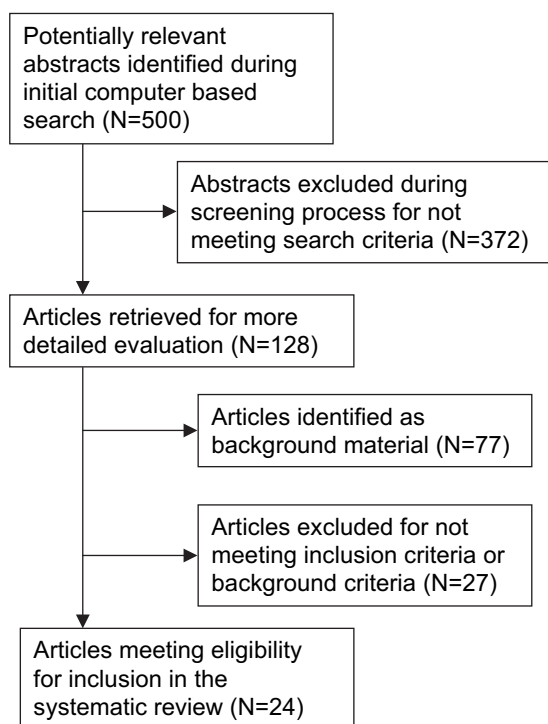 Potentially relevant
abstracts identified during
initial computer based
search (N=500)
Abstracts excluded during
screening process for not
meeting search criteria (N=372)
Articles retrieved for more
detailed evaluation (N=128)
Articles identified as
background material (N=77)
Articles excluded for not
meeting inclusion criteria or
background criteria (N=27)
Articles meeting eligibility
for inclusion in the
systematic review (N=24)